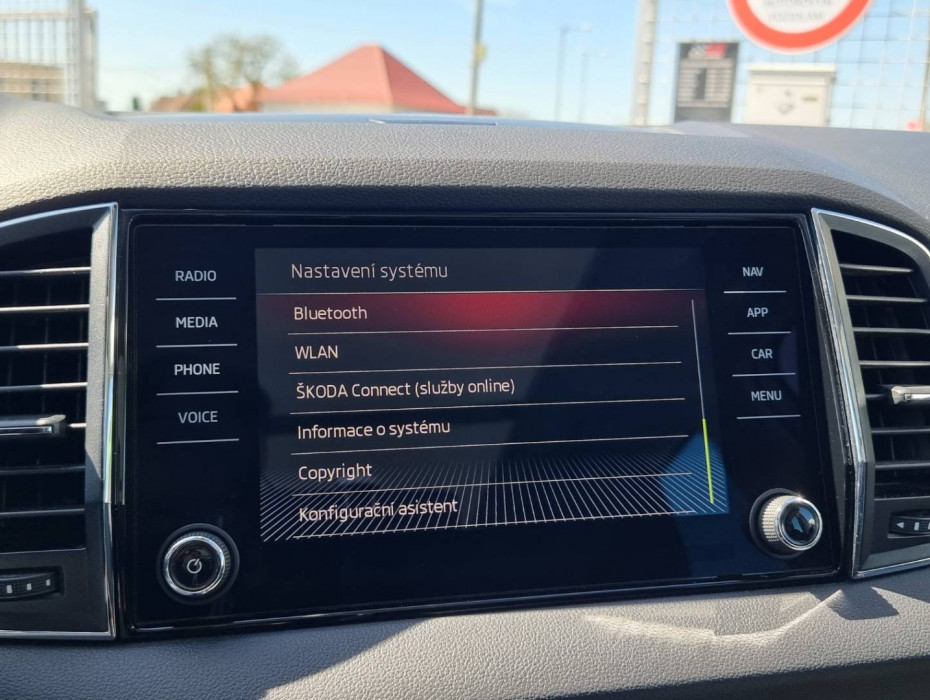 RADIO
MEDIA
PHONE
VOICE
Nastavení systému
Bluetooth
WLAN
ŠKODA Connect (služby online)
Informace o systému
Copyright
Konfigurační asistent
NAV
APP
CAR
MENU